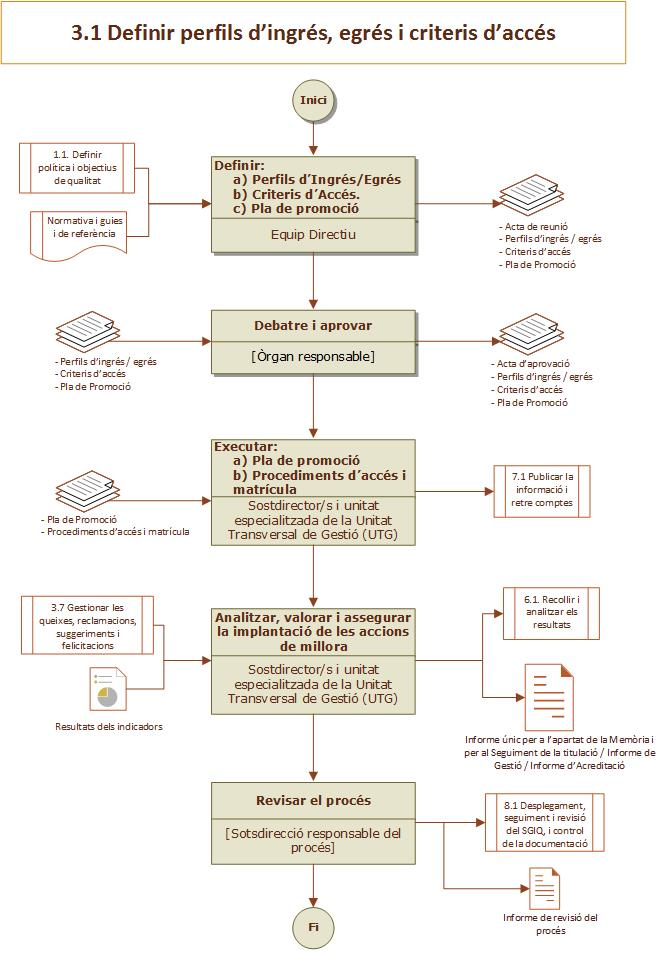 3.1 Definir perfils d’ingrés, egrés i criteris d’accés
Inici
1.1. Definir
política i objectius
de qualitat
Normativa i guies
i de referència
Definir:
a) Perfils d’Ingrés/Egrés
b) Criteris d’Accés.
c) Pla de promoció
Equip Directiu
- Acta de reunió
- Perfils d’ingrés / egrés
- Criteris d’accés
- Pla de Promoció
- Perfils d’ingrés / egrés
- Criteris d’accés
- Pla de Promoció
Debatre i aprovar
[Òrgan responsable]
- Acta d’aprovació
- Perfils d’ingrés / egrés
- Criteris d’accés
- Pla de Promoció
- Pla de Promoció
- Procediments d’accés i matrícula
Executar:
a) Pla de promoció
b) Procediments d’accés i
matrícula
Sostdirector/s i unitat
especialitzada de la Unitat
Transversal de Gestió (UTG)
7.1 Publicar la
informació i
retre comptes
3.7 Gestionar les
queixes, reclamacions,
suggeriments i
felicitacions
Resultats dels indicadors
Analitzar, valorar i assegurar
la implantació de les accions
de millora
Sostdirector/s i unitat
especialitzada de la Unitat
Transversal de Gestió (UTG)
6.1. Recollir i
analitzar els
resultats
Informe únic per a l’apartat de la Memòria i
per al Seguiment de la titulació / Informe de
Gestió / Informe d’Acreditació
Revisar el procés
[Sotsdirecció responsable del
procés]
8.1 Desplegament,
seguiment i revisió
del SGIQ, i control
de la documentació
Informe de revisió del
procés
Fi